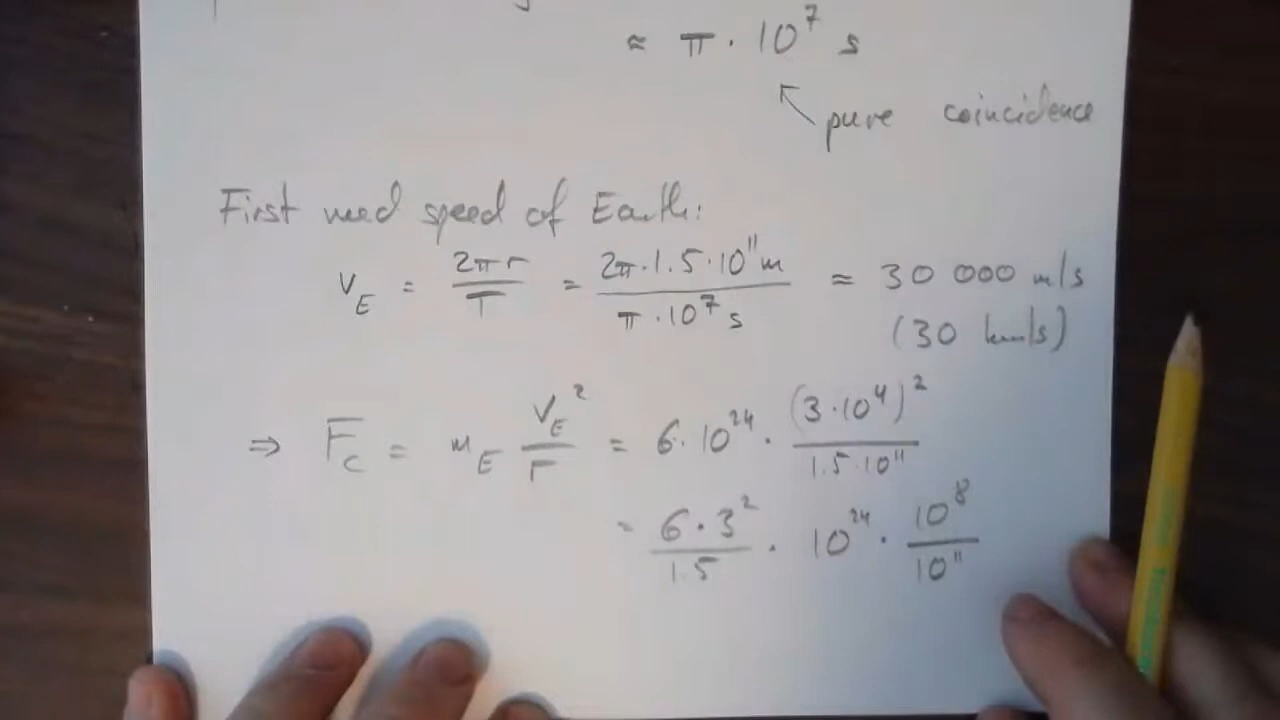 ≈ π · 10⁷ s
pure coincidence
First need speed of Earth:
v_E = 2πr / T = 2π · 1.5 · 10¹¹ m / π · 10⁷ s ≈ 30 000 m/s
(30 km/s)
⇒ F_c = m_E v_E² / r = 6 · 10²⁴ · (3 · 10⁴)² / 1.5 · 10¹¹
= 6 · 3² / 1.5 · 10²⁴ · 10⁸ / 10¹¹